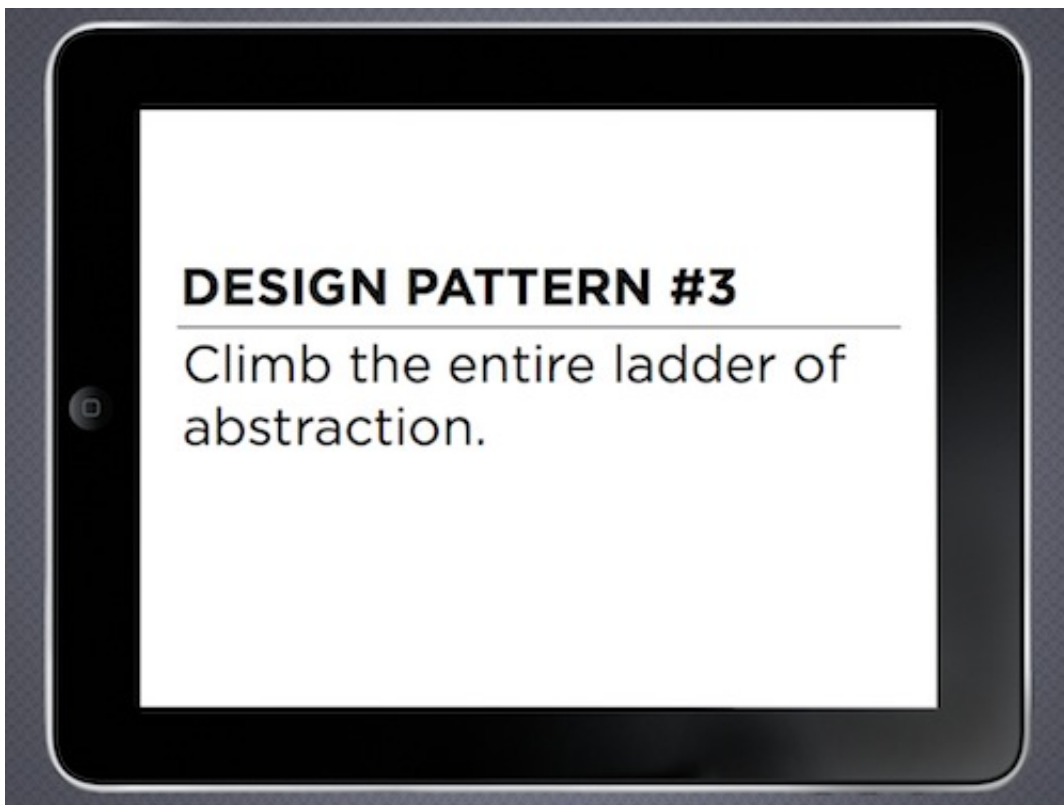 DESIGN PATTERN #3
Climb the entire ladder of
abstraction.